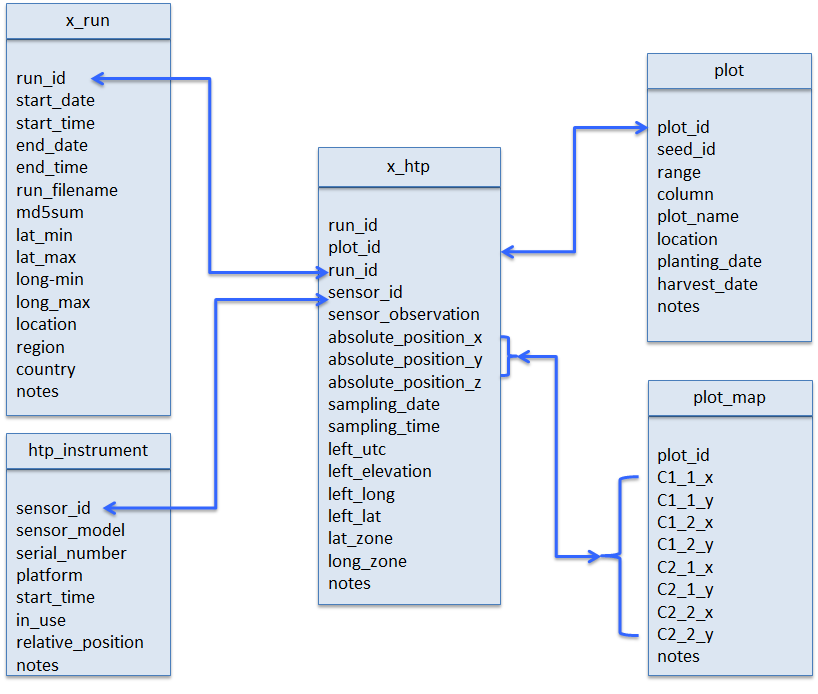 x_run
run_id
start_date
start_time
end_date
end_time
run_filename
md5sum
lat_min
lat_max
long-min
long_max
location
region
country
notes
htp_instrument
sensor_id
sensor_model
serial_number
platform
start_time
in_use
relative_position
notes
x_htp
run_id
plot_id
run_id
sensor_id
sensor_observation
absolute_position_x
absolute_position_y
absolute_position_z
sampling_date
sampling_time
left_utc
left_elevation
left_long
left_lat
lat_zone
long_zone
notes
plot
plot_id
seed_id
range
column
plot_name
location
planting_date
harvest_date
notes
plot_map
plot_id
C1_1_x
C1_1_y
C1_2_x
C1_2_y
C2_1_x
C2_1_y
C2_2_x
C2_2_y
notes